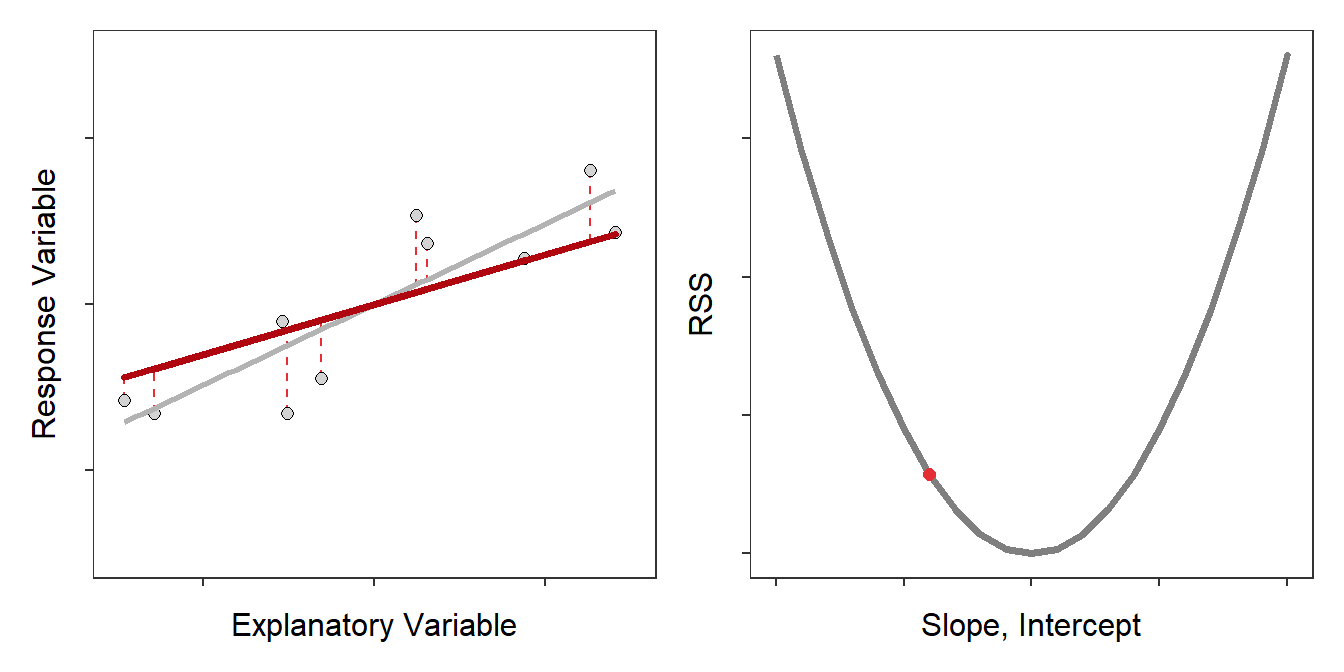 Response Variable
Explanatory Variable
RSS
Slope, Intercept